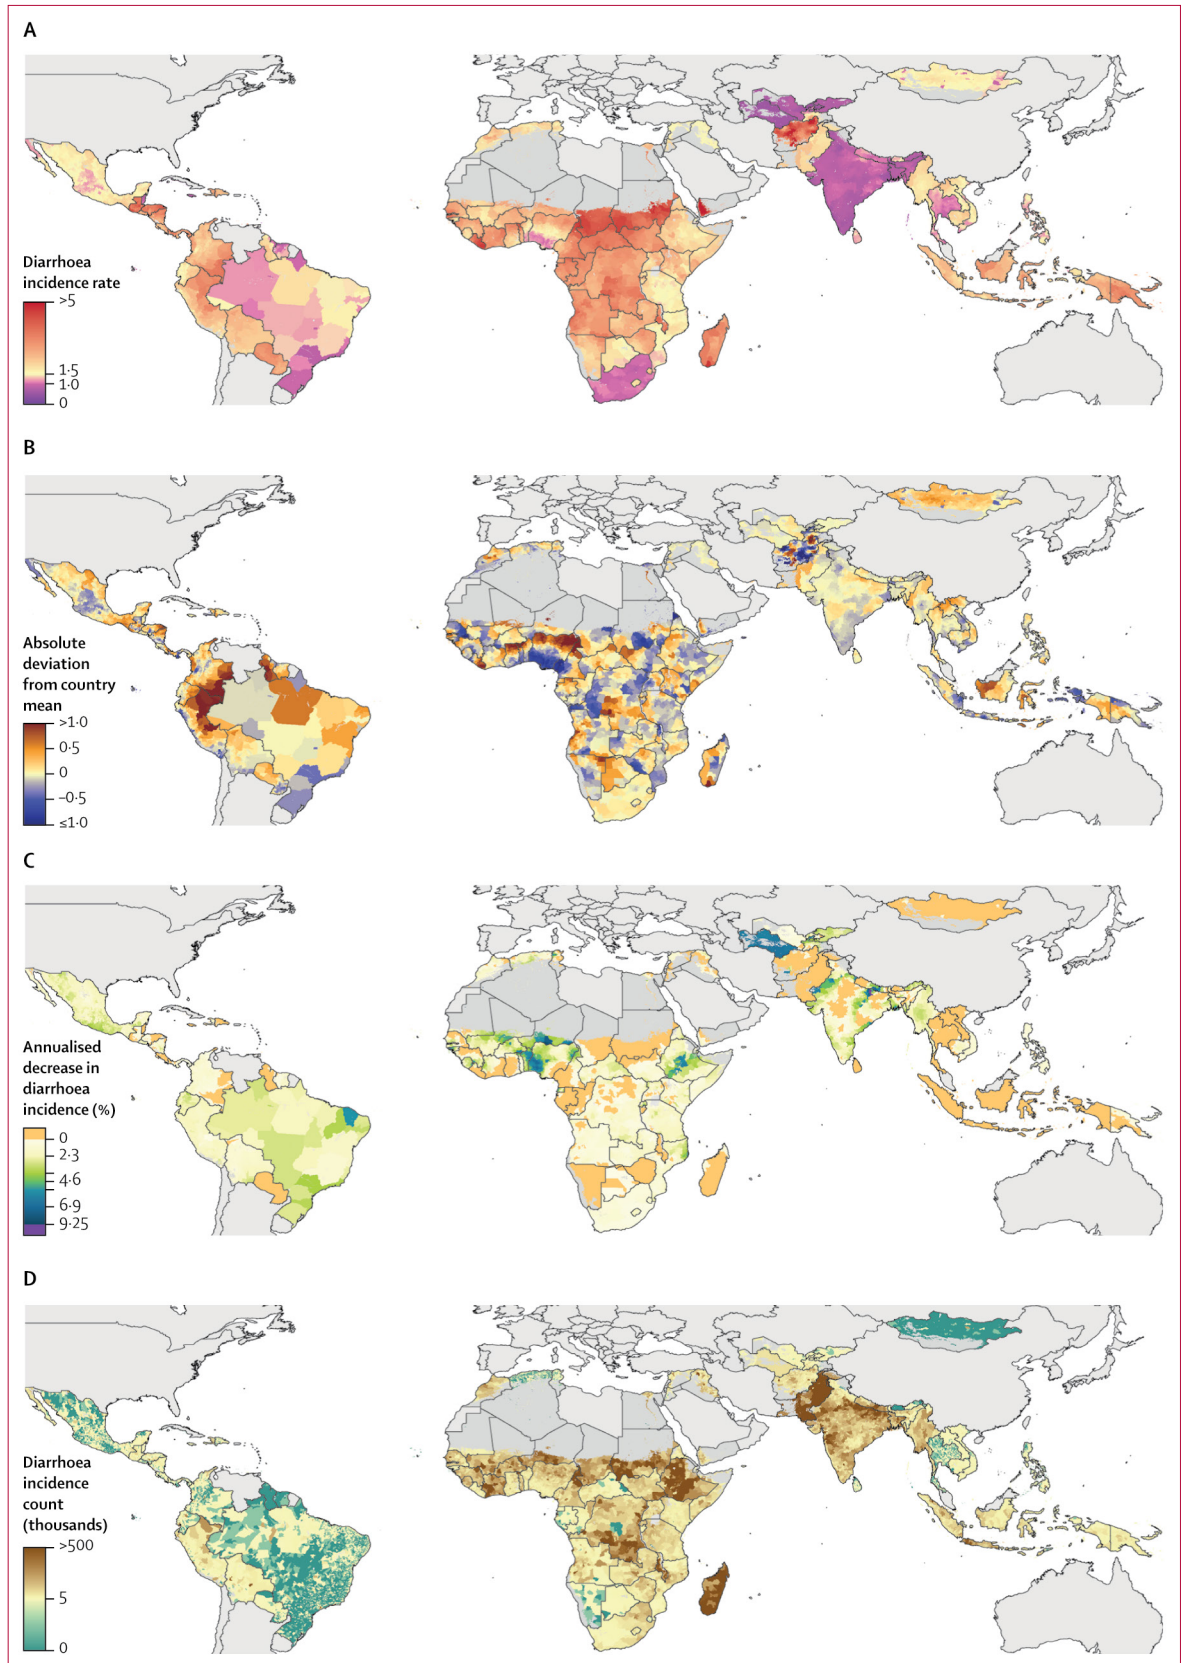 A
Diarrhoea
incidence rate
>5
1·5
1·0
0
B
Absolute
deviation
from country
mean
>1·0
0·5
0
–0·5
≤1·0
C
Annualised
decrease in
diarrhoea
incidence (%)
0
2·3
4·6
6·9
9·25
D
Diarrhoea
incidence
count
(thousands)
>500
5
0